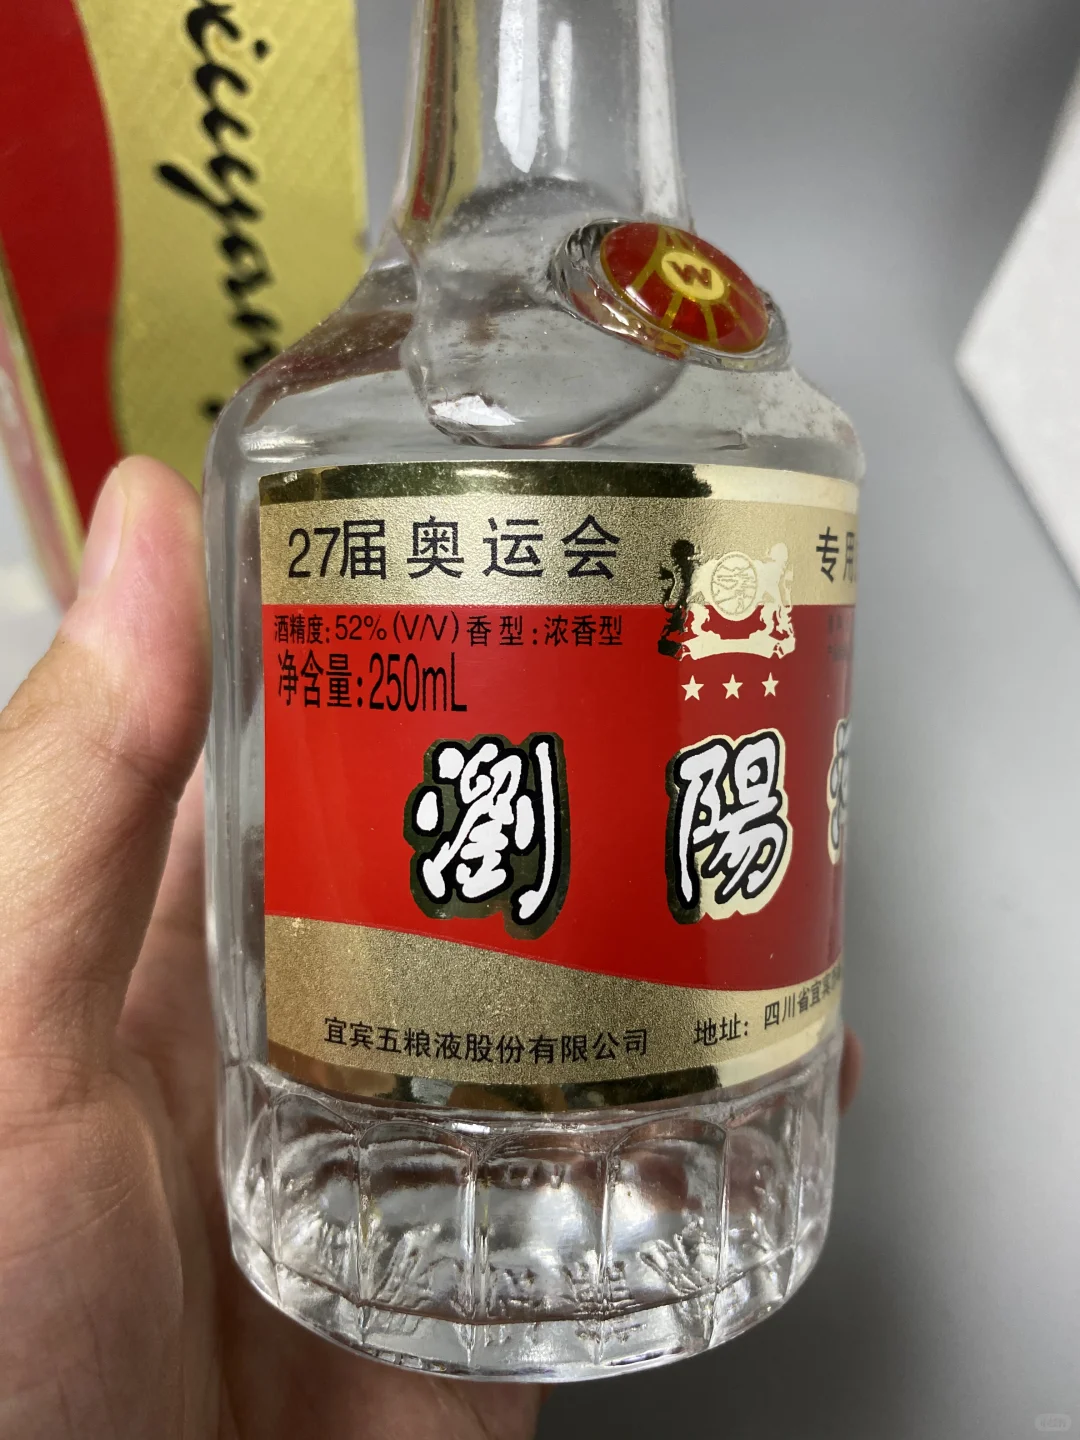 27届奥运会 专用
酒精度:52%(V/V) 香型:浓香型
净含量:250mL
瀏陽
宜宾五粮液股份有限公司 地址: 四川省宜宾
W